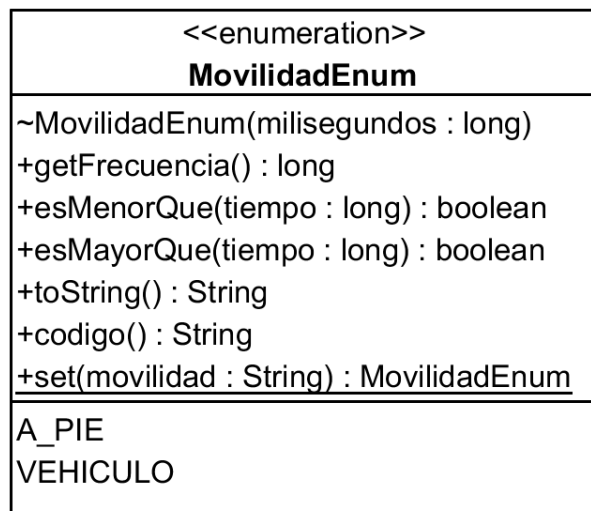 <<enumeration>>
MovilidadEnum
~MovilidadEnum(milisegundos : long)
+getFrecuencia() : long
+esMenorQue(tiempo : long) : boolean
+esMayorQue(tiempo : long) : boolean
+toString() : String
+codigo() : String
+set(movilidad : String) : MovilidadEnum
A_PIE
VEHICULO